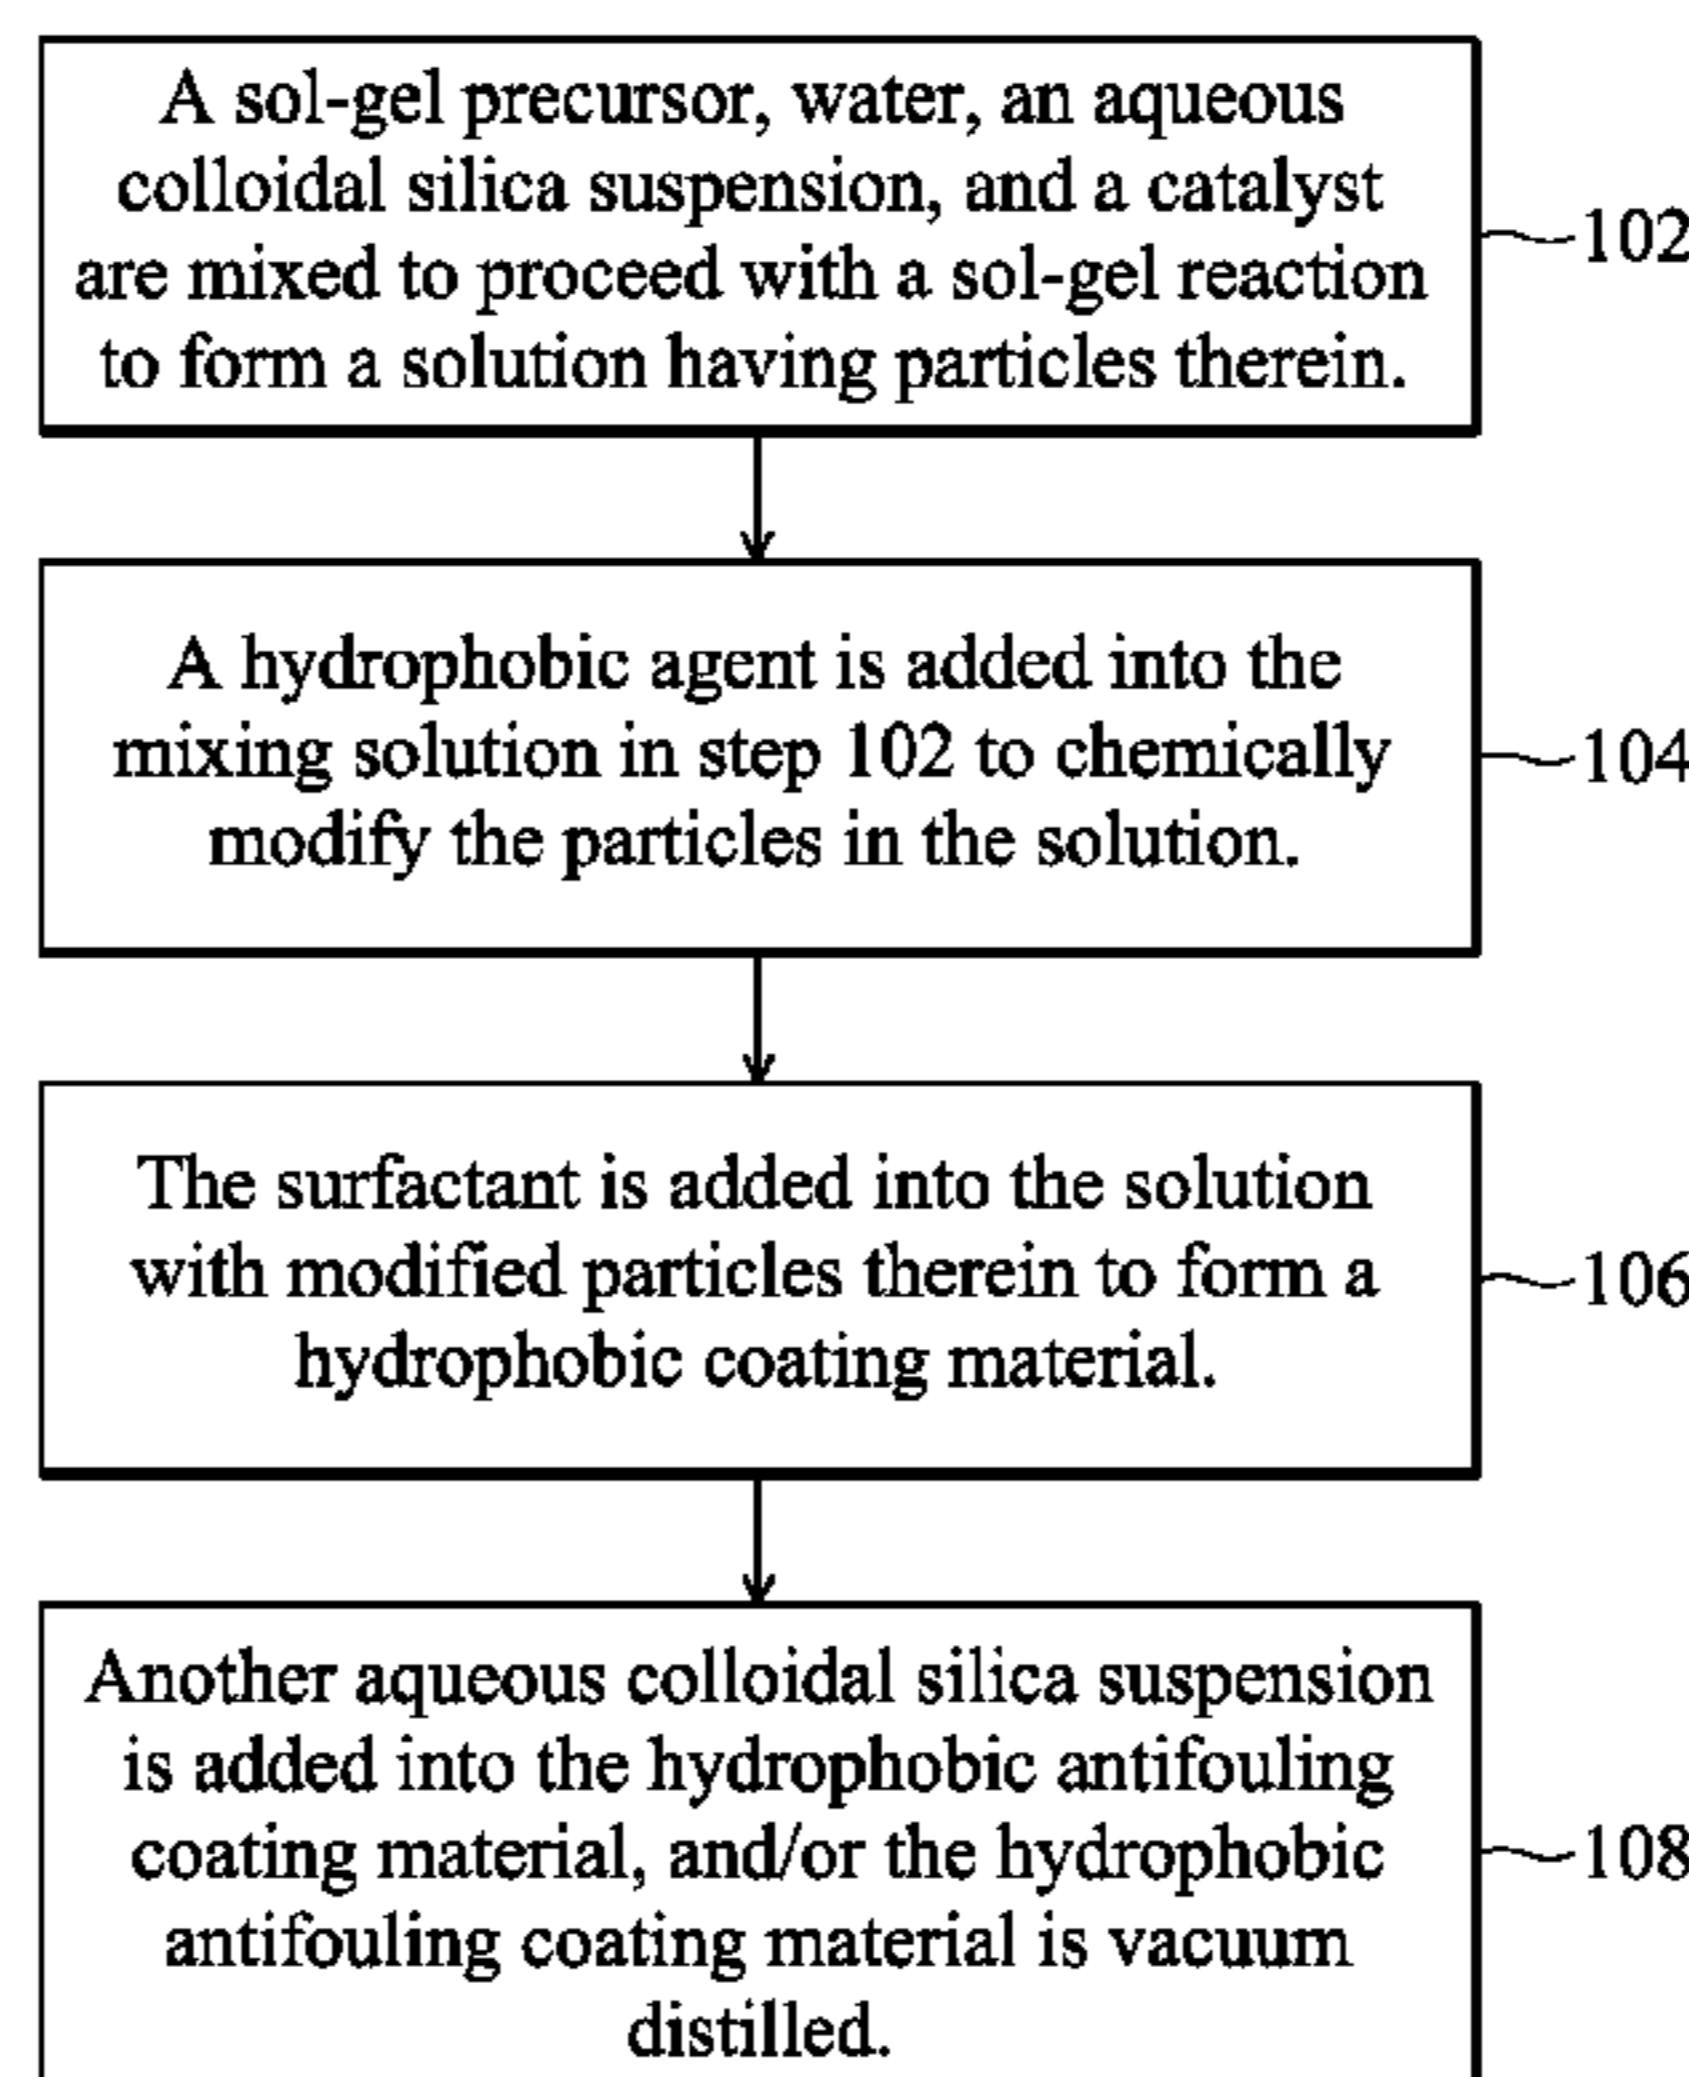 A sol-gel precursor, water, an aqueous
colloidal silica suspension, and a catalyst
are mixed to proceed with a sol-gel reaction
to form a solution having particles therein.
102
A hydrophobic agent is added into the
mixing solution in step 102 to chemically
modify the particles in the solution.
104
The surfactant is added into the solution
with modified particles therein to form a
hydrophobic coating material.
106
Another aqueous colloidal silica suspension
is added into the hydrophobic antifouling
coating material, and/or the hydrophobic
antifouling coating material is vacuum
distilled.
108